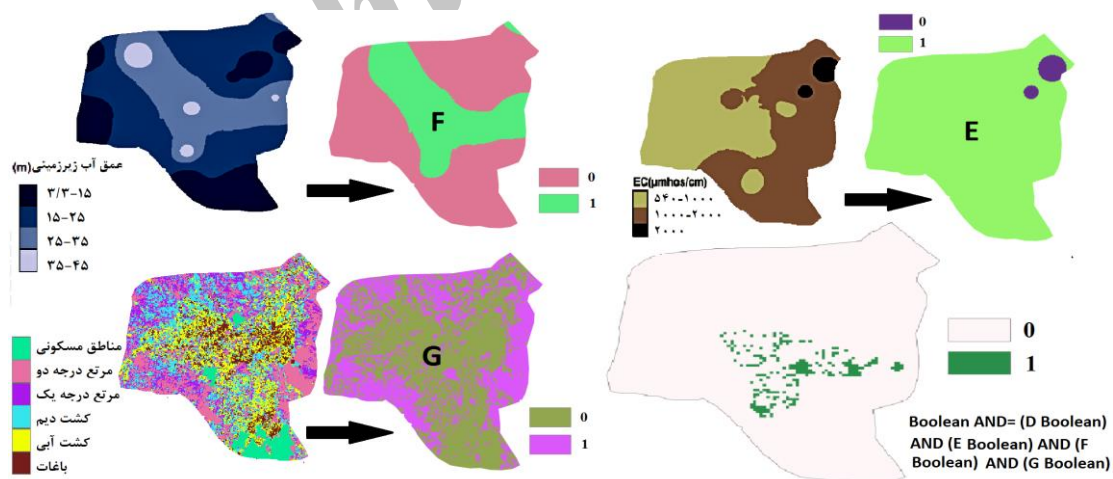 0
1
F
عمق آب زیرزمینی(m)
۳/۳-۱۵
۱۵-۲۵
۲۵-۳۵
۳۵-۴۵
0
1
E
EC(µmhos/cm)
۵۴۰-۱۰۰۰
۱۰۰۰-۲۰۰۰
۲۰۰۰
0
1
G
مناطق مسکونی
مرتع درجه دو
مرتع درجه یک
کشت دیم
کشت آبی
باغات
0
1
0
1
Boolean AND= (D Boolean)
AND (E Boolean) AND (F
Boolean) AND (G Boolean)